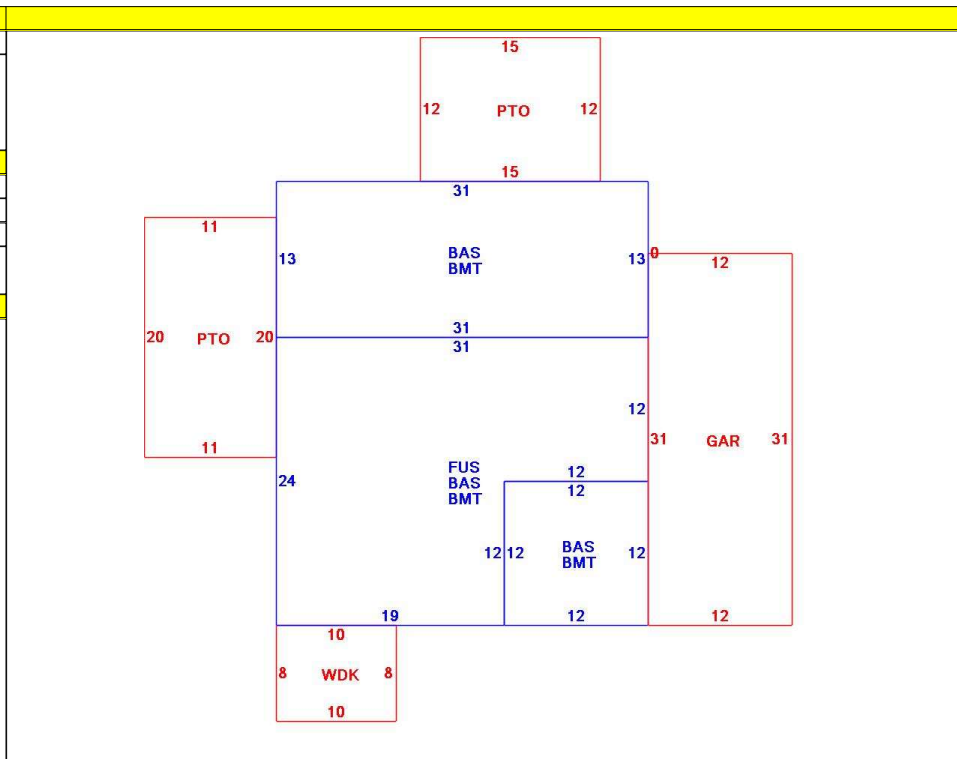 15
12 PTO 12
15
31
11
13 BAS 13 0 12
BMT
31
20 PTO 20 31
12
31 GAR 31
11
24 FUS 12
BAS 12
BMT
12 12 BAS 12
BMT
19 12 12
10
8 WDK 8
10